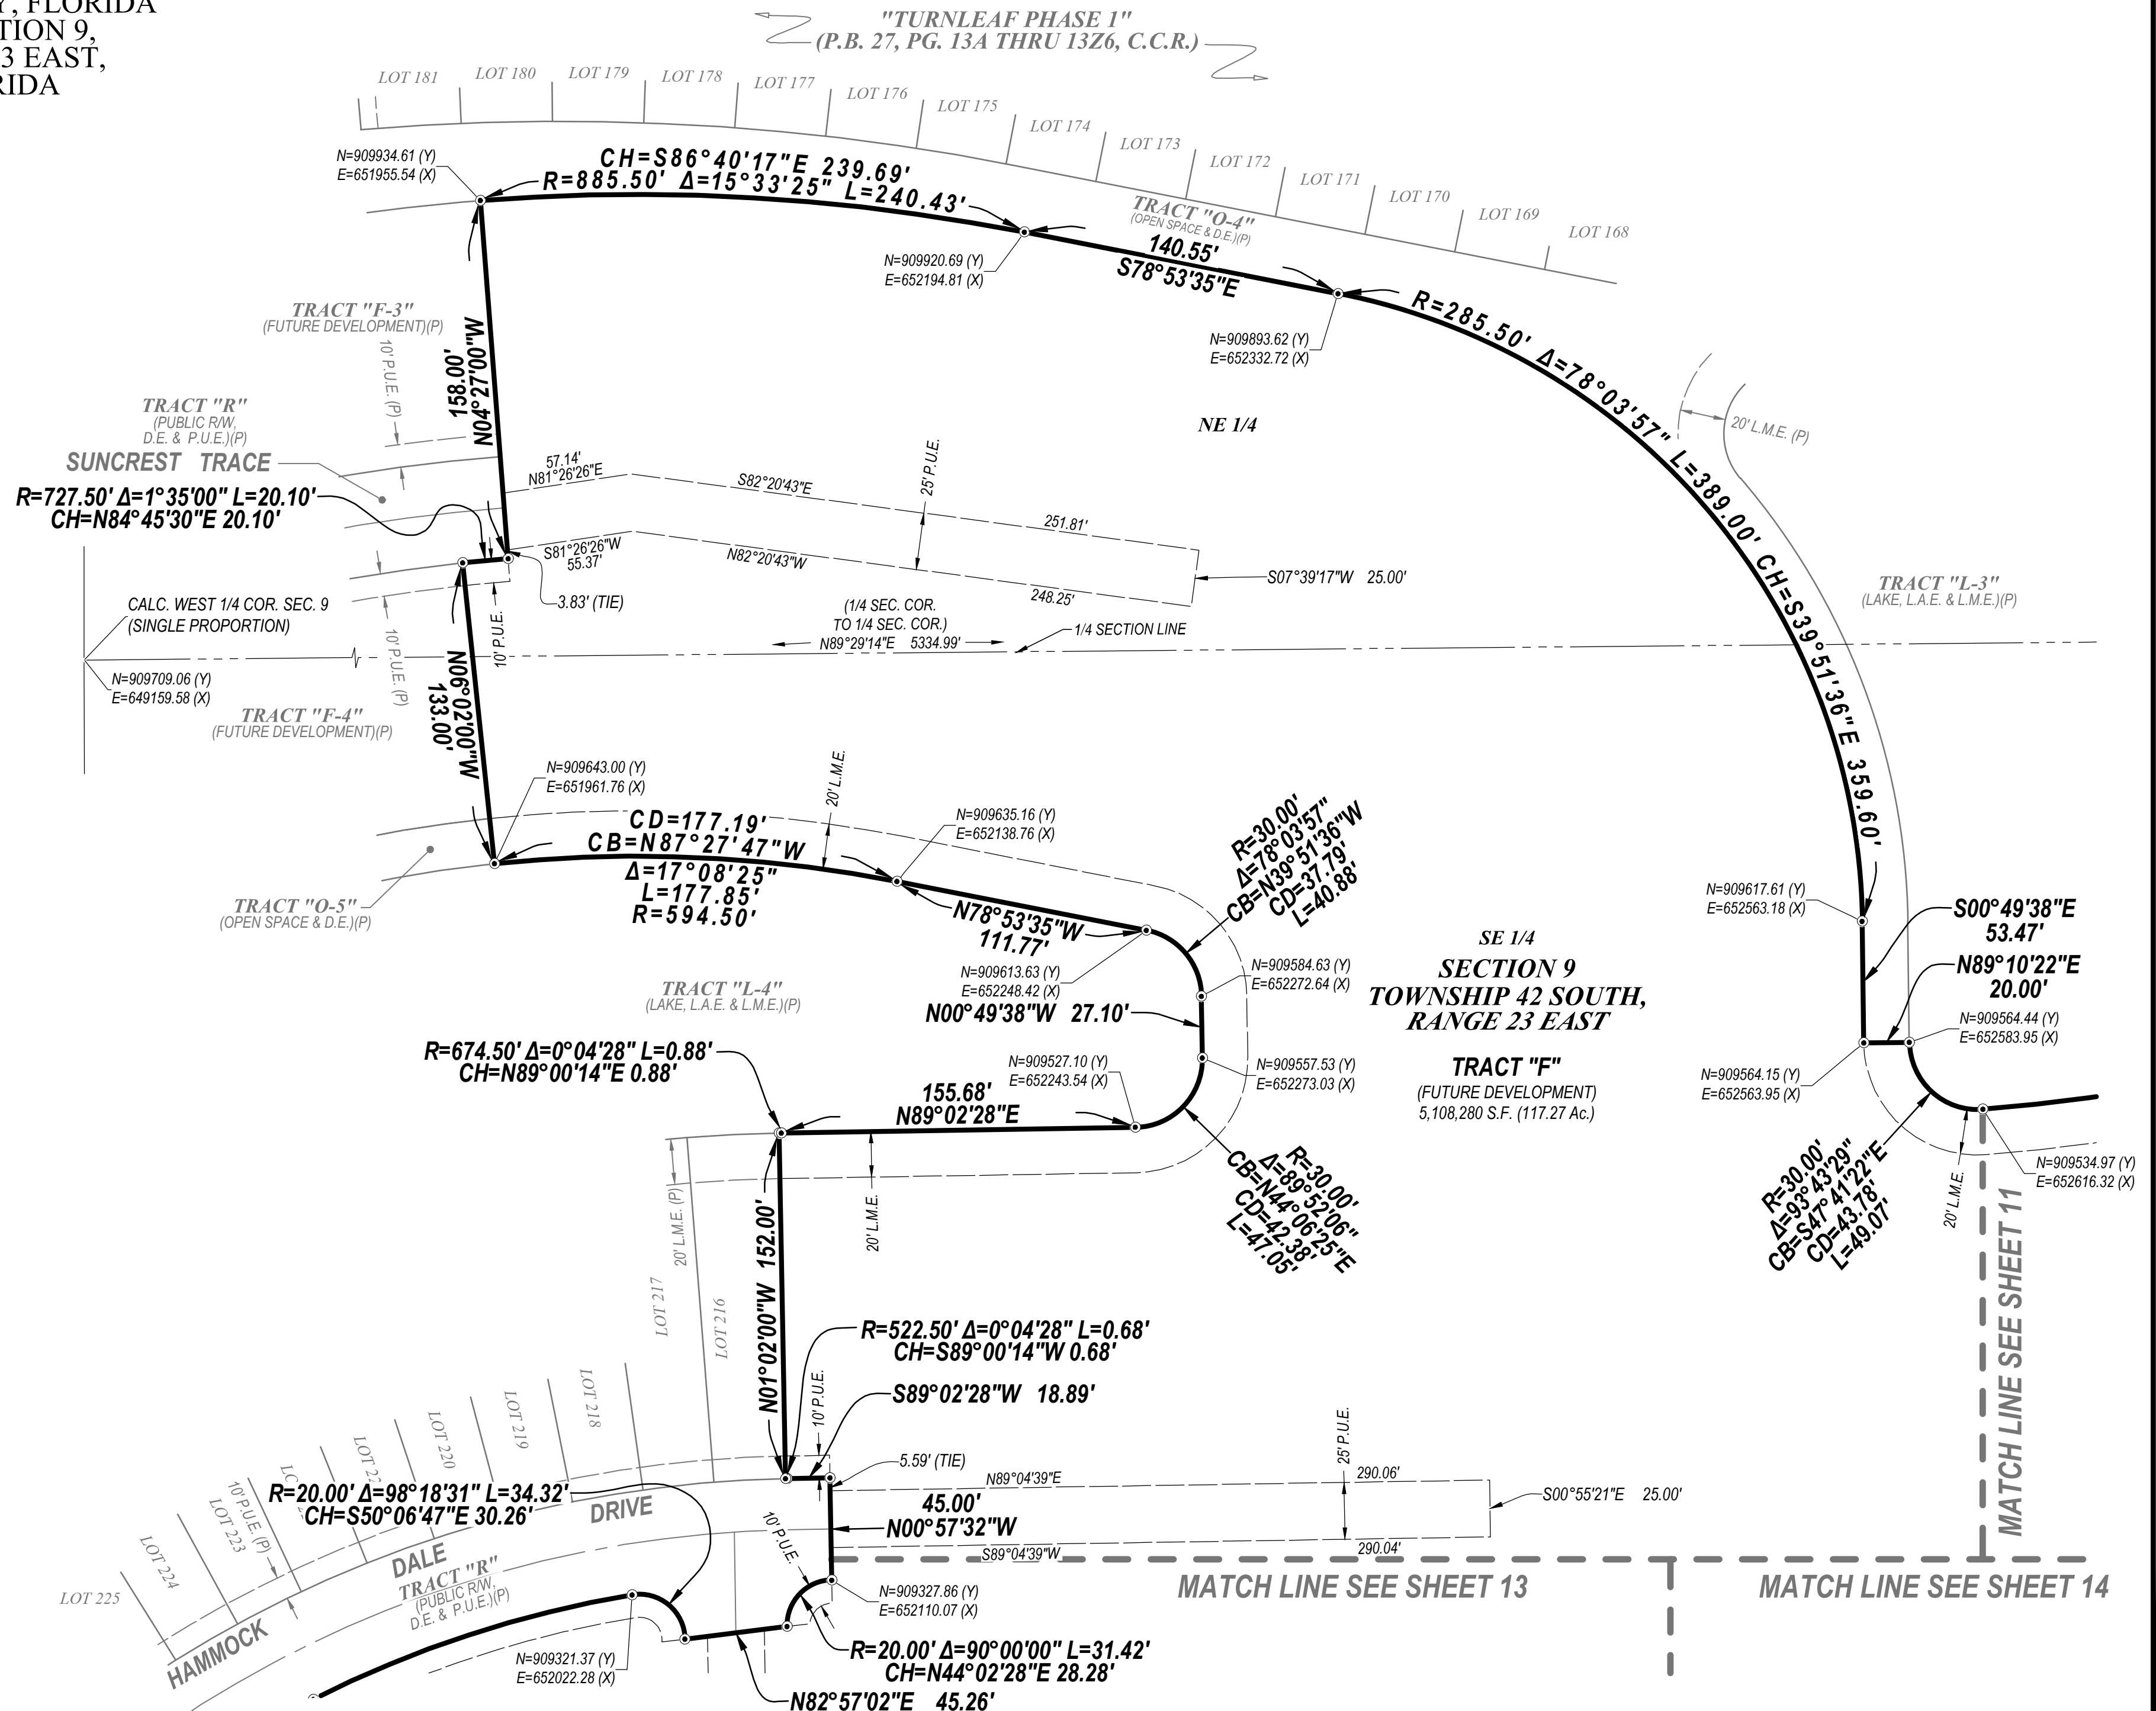 Y, FLORIDA
TION 9,
3 EAST,
RIDA
"TURNLEAF PHASE 1"
(P.B. 27, PG. 13A THRU 13Z6, C.C.R.)
LOT 181
LOT 180
LOT 179
LOT 178
LOT 177
LOT 176
LOT 175
LOT 174
LOT 173
LOT 172
LOT 171
LOT 170
LOT 169
LOT 168
N=909934.61 (Y)
E=651955.54 (X)
CH=S86°40'17"E 239.69'
R=885.50' Δ=15°33'25" L=240.43'
TRACT "O-4"
(OPEN SPACE & D.E.)(P)
140.55'
S78°53'35"E
N=909920.69 (Y)
E=652194.81 (X)
N=909893.62 (Y)
E=652332.72 (X)
R=285.50' Δ=78°03'57" L=389.00' CH=S39°51'36"E 359.60'
20' L.M.E. (P)
NE 1/4
TRACT "F-3"
(FUTURE DEVELOPMENT)(P)
10' P.U.E. (P)
158.00'
N04°27'00"W
TRACT "R"
(PUBLIC R/W,
D.E. & P.U.E.)(P)
SUNCREST TRACE
R=727.50' Δ=1°35'00" L=20.10'
CH=N84°45'30"E 20.10'
57.14'
N81°26'26"E
S82°20'43"E
25' P.U.E.
251.81'
S81°26'26"W
55.37'
N82°20'43"W
248.25'
S07°39'17"W 25.00'
3.83' (TIE)
10' P.U.E.
10' P.U.E. (P)
CALC. WEST 1/4 COR. SEC. 9
(SINGLE PROPORTION)
N=909709.06 (Y)
E=649159.58 (X)
(1/4 SEC. COR.
TO 1/4 SEC. COR.)
N89°29'14"E 5334.99'
1/4 SECTION LINE
TRACT "L-3"
(LAKE, L.A.E. & L.M.E.)(P)
TRACT "F-4"
(FUTURE DEVELOPMENT)(P)
N06°02'00"W
133.00'
N=909643.00 (Y)
E=651961.76 (X)
20' L.M.E.
CD=177.19'
CB=N87°27'47"W
Δ=17°08'25"
L=177.85'
R=594.50'
N=909635.16 (Y)
E=652138.76 (X)
R=30.00'
Δ=78°03'57"
CB=N39°51'36"W
CD=37.79'
L=40.88'
TRACT "O-5"
(OPEN SPACE & D.E.)(P)
N78°53'35"W
111.77'
N=909613.63 (Y)
E=652248.42 (X)
N=909584.63 (Y)
E=652272.64 (X)
N00°49'38"W 27.10'
TRACT "L-4"
(LAKE, L.A.E. & L.M.E.)(P)
SE 1/4
SECTION 9
TOWNSHIP 42 SOUTH,
RANGE 23 EAST
TRACT "F"
(FUTURE DEVELOPMENT)
5,108,280 S.F. (117.27 Ac.)
N=909617.61 (Y)
E=652563.18 (X)
S00°49'38"E
53.47'
N89°10'22"E
20.00'
N=909564.44 (Y)
E=652583.95 (X)
N=909564.15 (Y)
E=652563.95 (X)
R=674.50' Δ=0°04'28" L=0.88'
CH=N89°00'14"E 0.88'
N=909527.10 (Y)
E=652243.54 (X)
N=909557.53 (Y)
E=652273.03 (X)
155.68'
N89°02'28"E
R=30.00'
Δ=89°52'06"
CB=N44°06'25"E
CD=42.38'
L=47.05'
R=30.00'
Δ=93°43'29"
CB=S47°41'22"E
CD=43.78'
L=49.07'
20' L.M.E.
N=909534.97 (Y)
E=652616.32 (X)
MATCH LINE SEE SHEET 11
20' L.M.E. (P)
20' L.M.E.
N01°02'00"W 152.00'
LOT 217
LOT 216
R=522.50' Δ=0°04'28" L=0.68'
CH=S89°00'14"W 0.68'
S89°02'28"W 18.89'
10' P.U.E.
5.59' (TIE)
N89°04'39"E
290.06'
25' P.U.E.
S00°55'21"E 25.00'
45.00'
N00°57'32"W
S89°04'39"W
290.04'
LOT 218
LOT 219
LOT 220
LOT 22
LO
10' P.U.E. (P)
LOT 223
LOT 224
LOT 225
R=20.00' Δ=98°18'31" L=34.32'
CH=S50°06'47"E 30.26'
HAMMOCK DALE DRIVE
TRACT "R"
(PUBLIC R/W,
D.E. & P.U.E.)(P)
10' P.U.E.
N=909327.86 (Y)
E=652110.07 (X)
N=909321.37 (Y)
E=652022.28 (X)
R=20.00' Δ=90°00'00" L=31.42'
CH=N44°02'28"E 28.28'
N82°57'02"E 45.26'
MATCH LINE SEE SHEET 13
MATCH LINE SEE SHEET 14